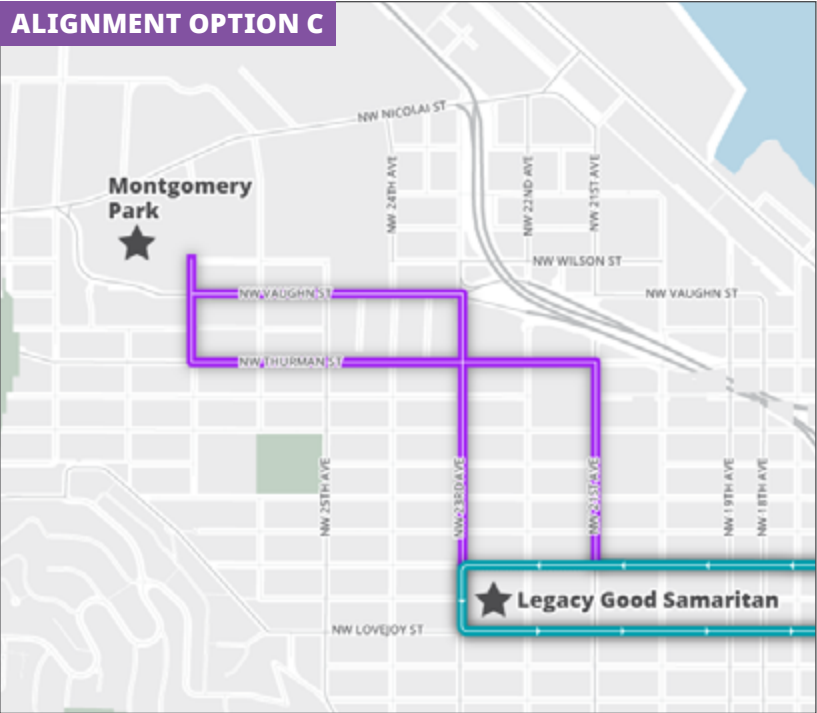 ALIGNMENT OPTION C
NW NICOLAI ST
Montgomery
Park
NW 24TH AVE
NW 22ND AVE
NW 21ST AVE
NW WILSON ST
NW VAUGHN ST
NW VAUGHN ST
NW THURMAN ST
NW 25TH AVE
NW 23RD AVE
NW 21ST AVE
NW 19TH AVE
NW 18TH AVE
Legacy Good Samaritan
NW LOVEJOY ST